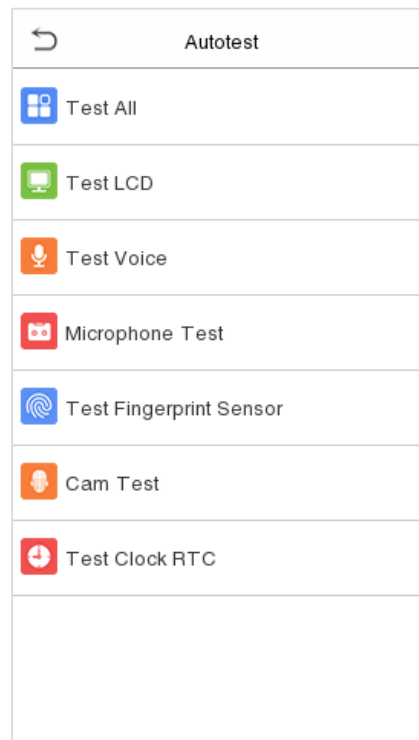 Autotest
Test All
Test LCD
Test Voice
Microphone Test
Test Fingerprint Sensor
Cam Test
Test Clock RTC